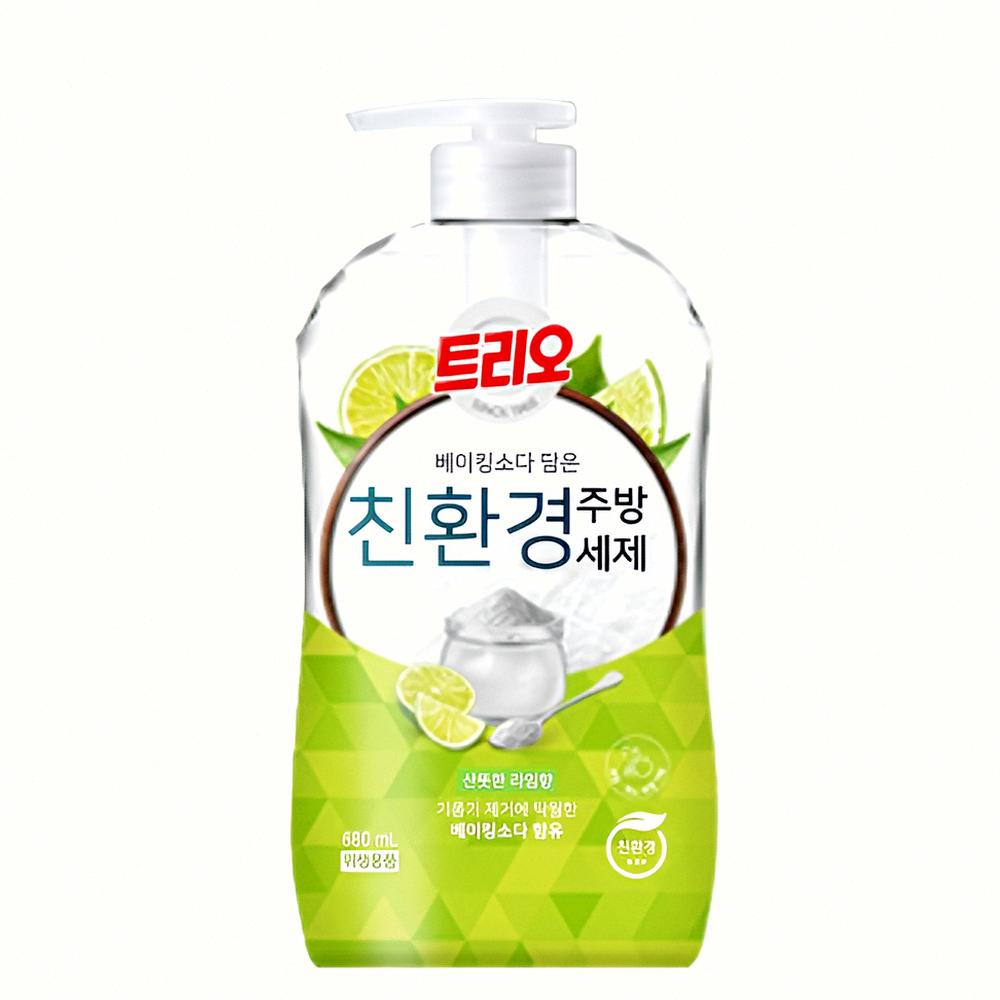 트리오
SINCE 1966
베이킹소다 담은
친환경 주방
세제
산뜻한 라임향
기름기 제거에 탁월한
베이킹소다 함유
680 mL
위생용품
친환경